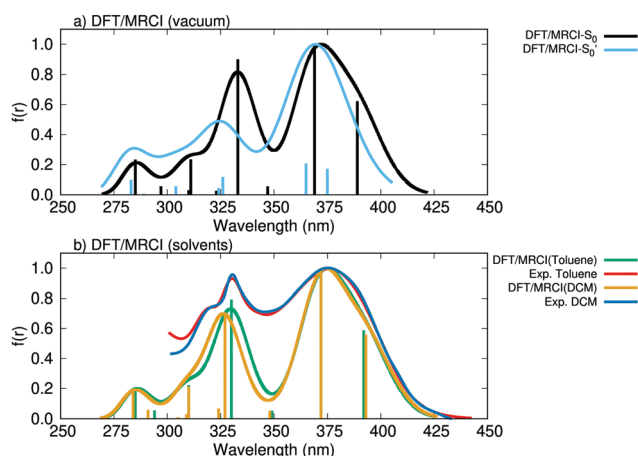 a) DFT/MRCI (vacuum)
DFT/MRCI-S0
DFT/MRCI-S0'
f(r)
1.0
0.8
0.6
0.4
0.2
0.0
250 275 300 325 350 375 400 425 450
Wavelength (nm)
b) DFT/MRCI (solvents)
DFT/MRCI(Toluene)
Exp. Toluene
DFT/MRCI(DCM)
Exp. DCM
f(r)
1.0
0.8
0.6
0.4
0.2
0.0
250 275 300 325 350 375 400 425 450
Wavelength (nm)